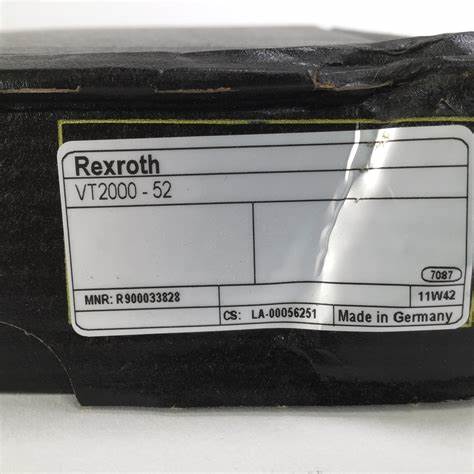 Rexroth
VT2000 - 52
7087
MNR: R900033828
11W42
CS: LA-00056251
Made in Germany